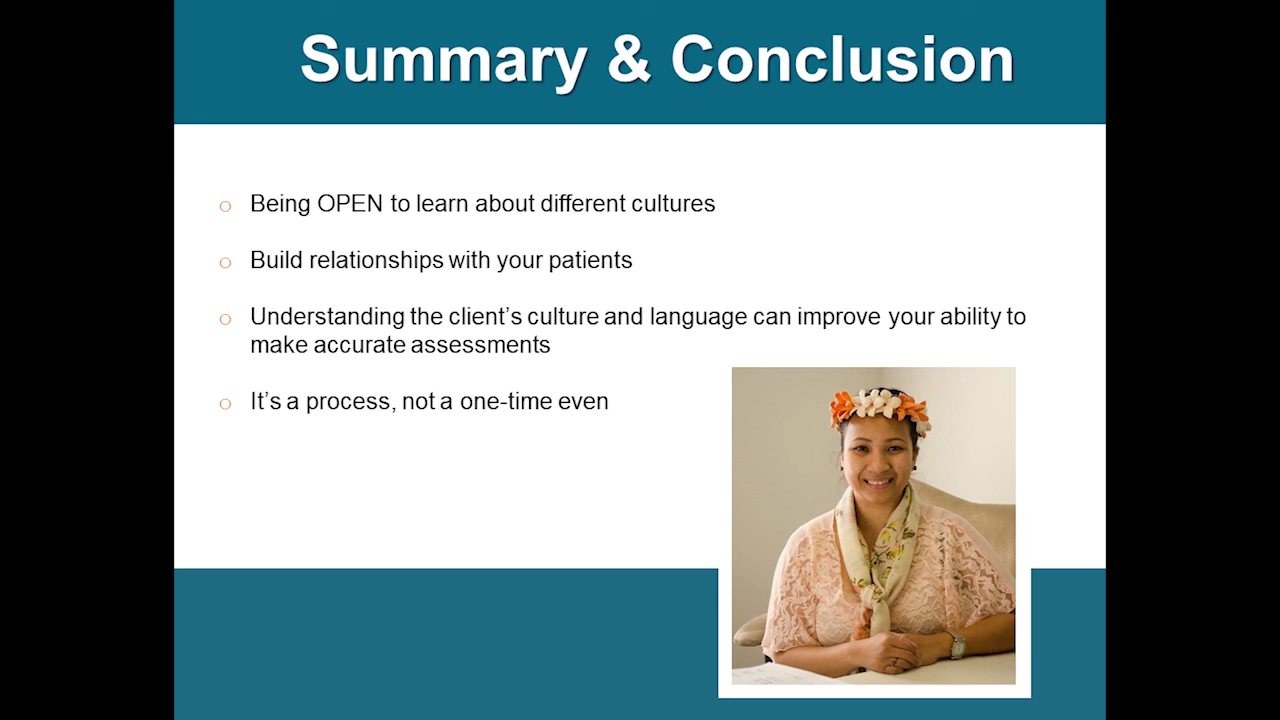 Summary & Conclusion
Being OPEN to learn about different cultures
Build relationships with your patients
Understanding the client’s culture and language can improve your ability to
make accurate assessments
It’s a process, not a one-time even